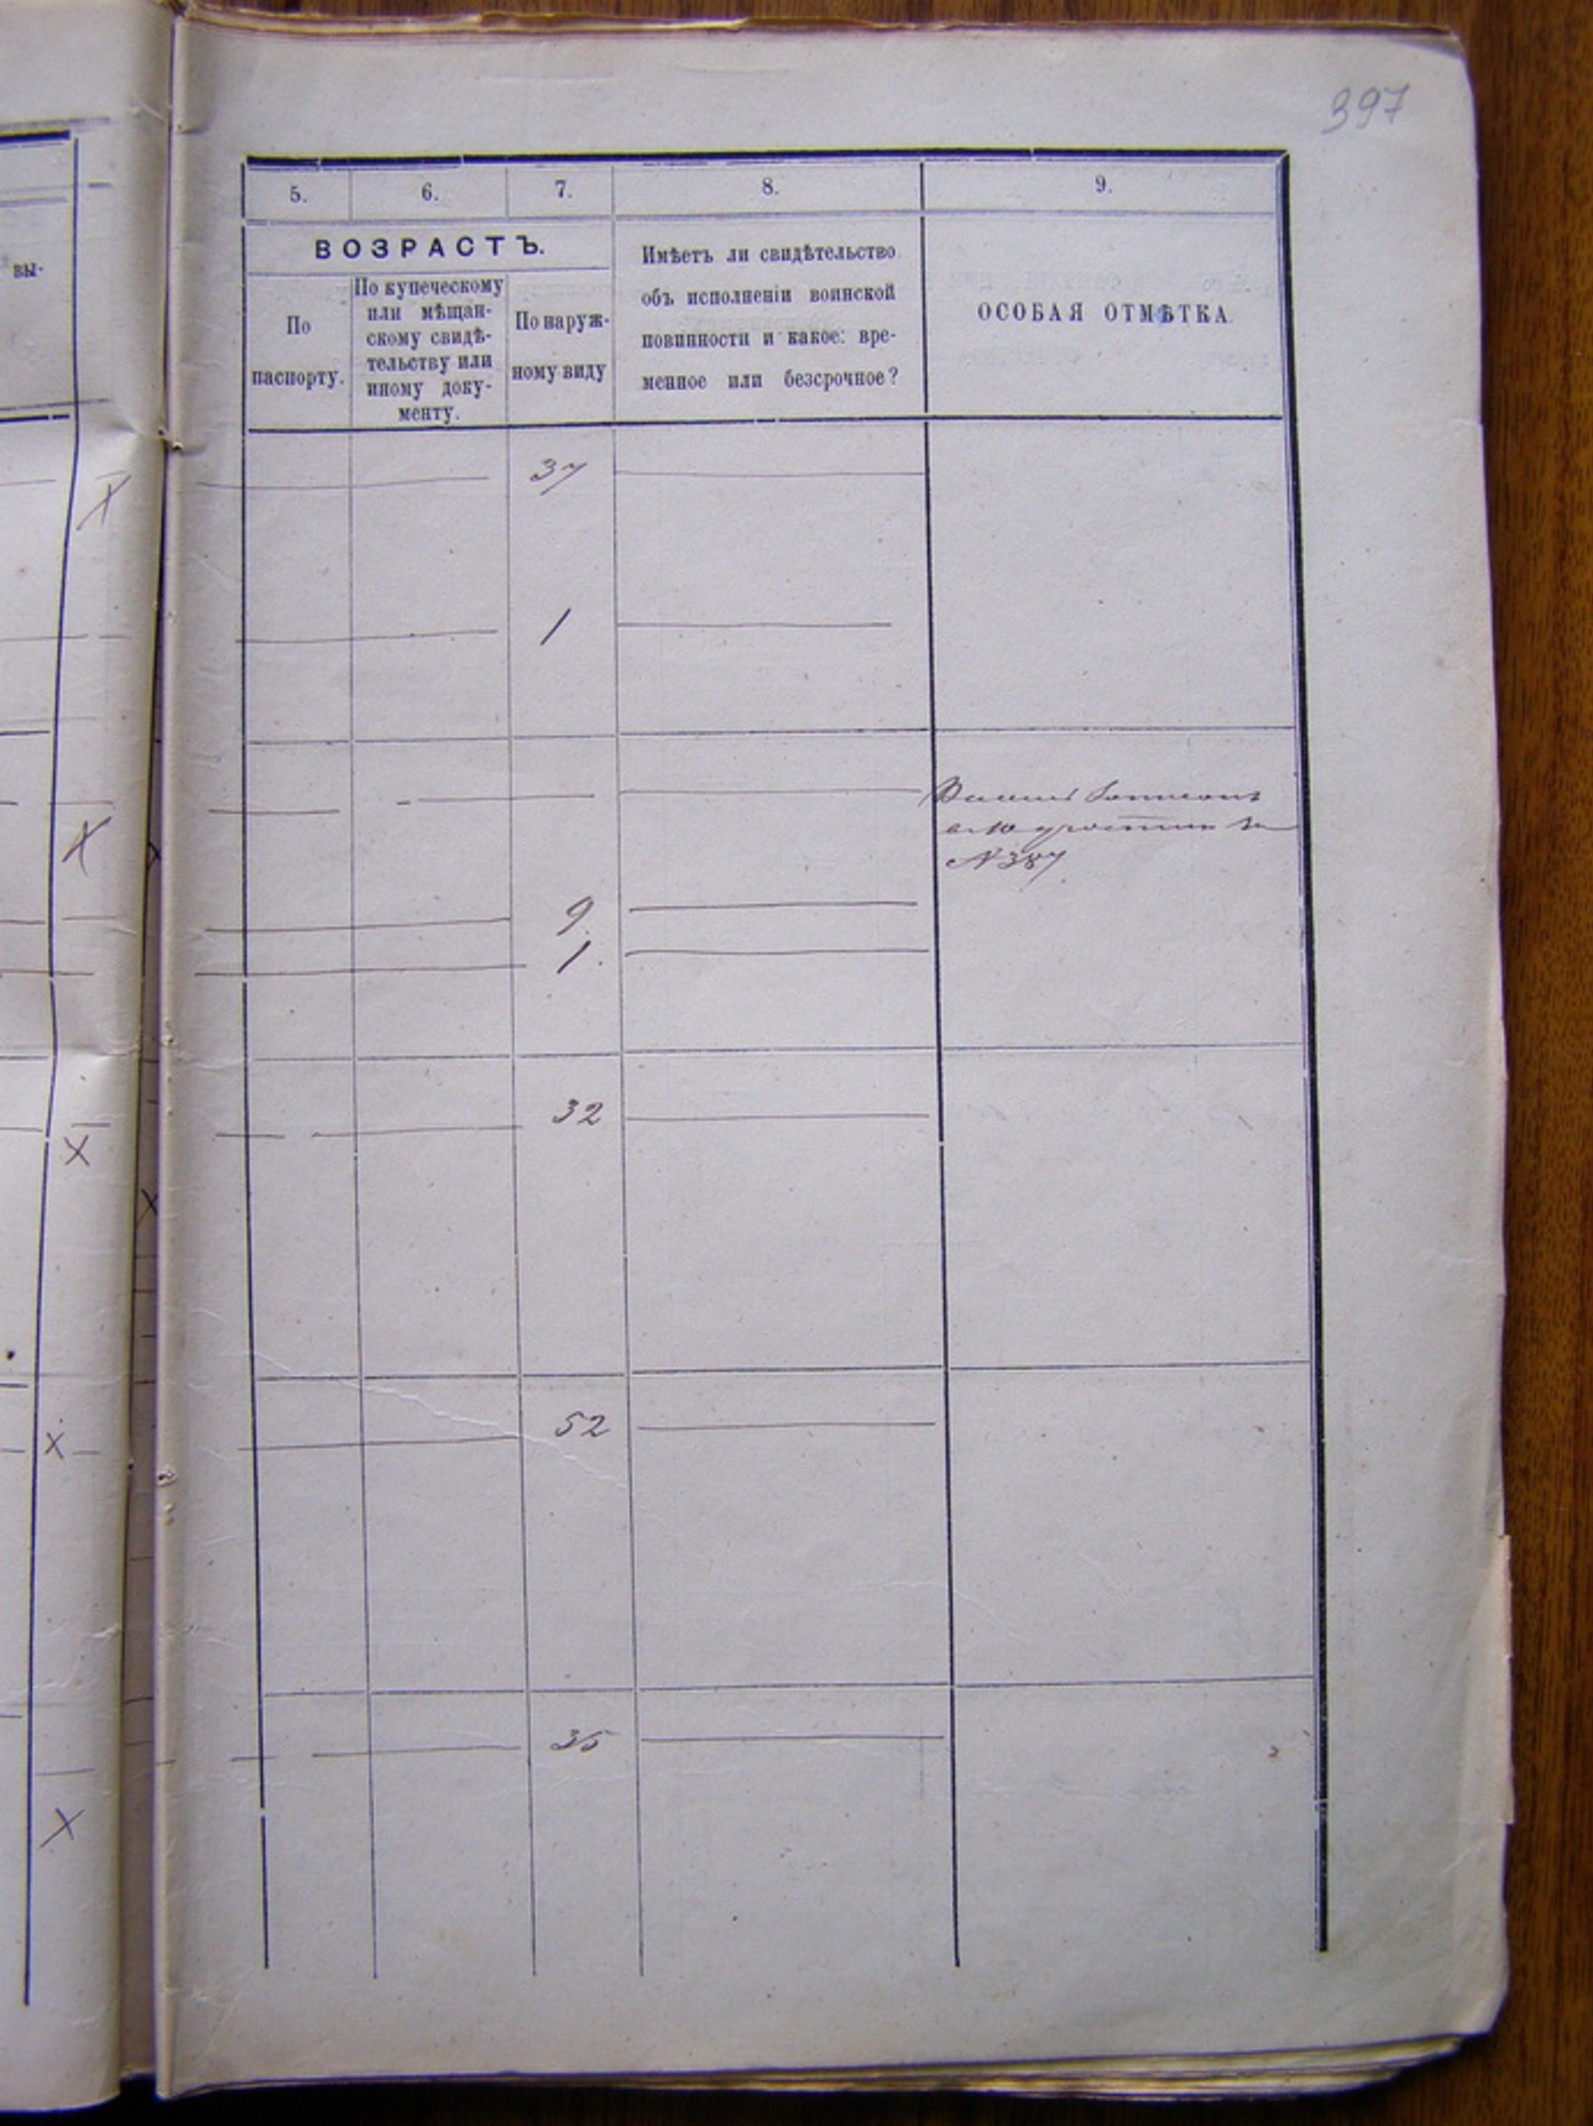 397
5. 6. 7. 8. 9.
вы-
ВОЗРАСТЪ.
По
паспорту.
По купеческому
или мѣщан-
скому свидѣ-
тельству или
иному доку-
менту.
По наруж-
ному виду
Имѣетъ ли свидѣтельство
объ исполненіи воинской
повинности и какое: вре-
менное или безсрочное?
ОСОБАЯ ОТМѢТКА.
37
1
№ 387
9.
1.
32
52
35